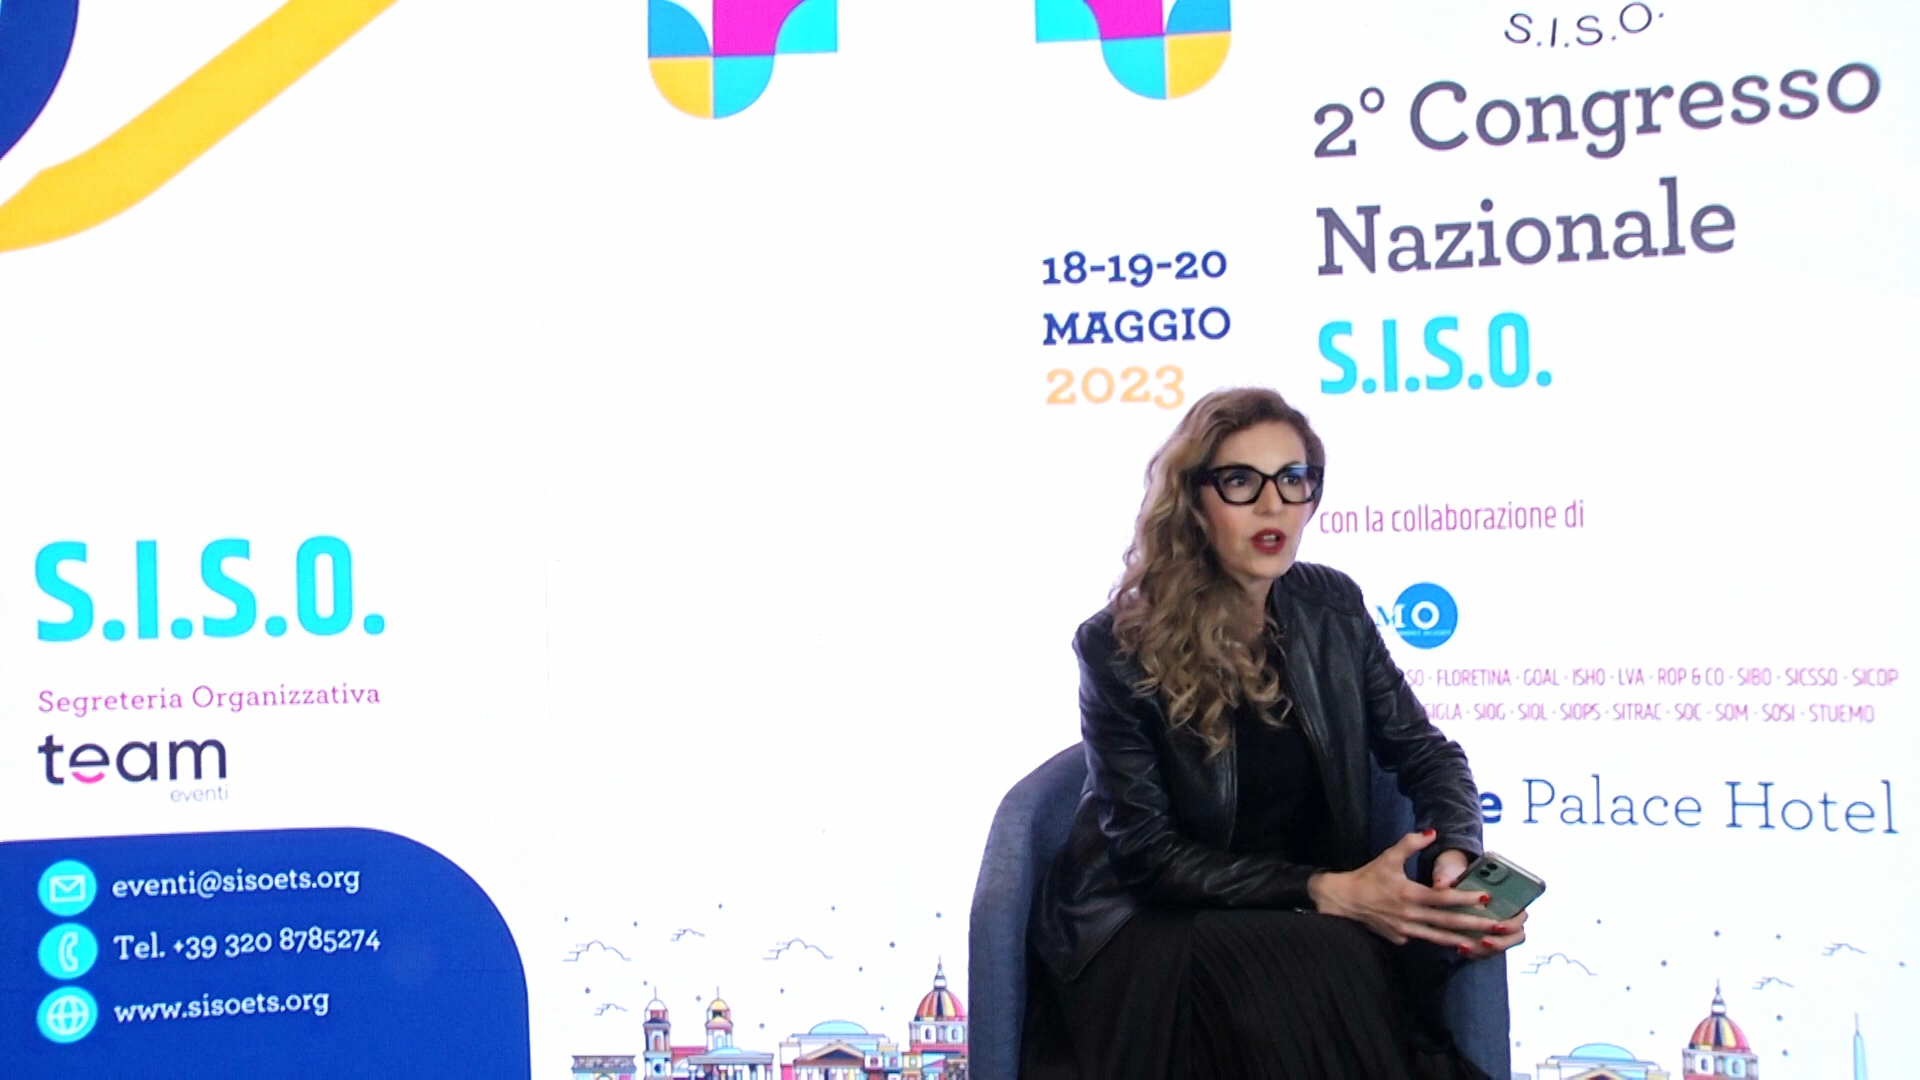 S.I.S.O.
2° Congresso
Nazionale
S.I.S.O.
18-19-20
MAGGIO
2023
con la collaborazione di
MO
FLORETINA · GOAL · ISHO · LVA · ROP & CO · SIBO · SICSSO · SICOP
SIGLA · SIOG · SIOL · SIOPS · SITRAC · SOC · SOM · SOSI · STUEMO
Palace Hotel
S.I.S.O.
Segreteria Organizzativa
team
eventi
eventi@sisoets.org
Tel. +39 320 8785274
www.sisoets.org